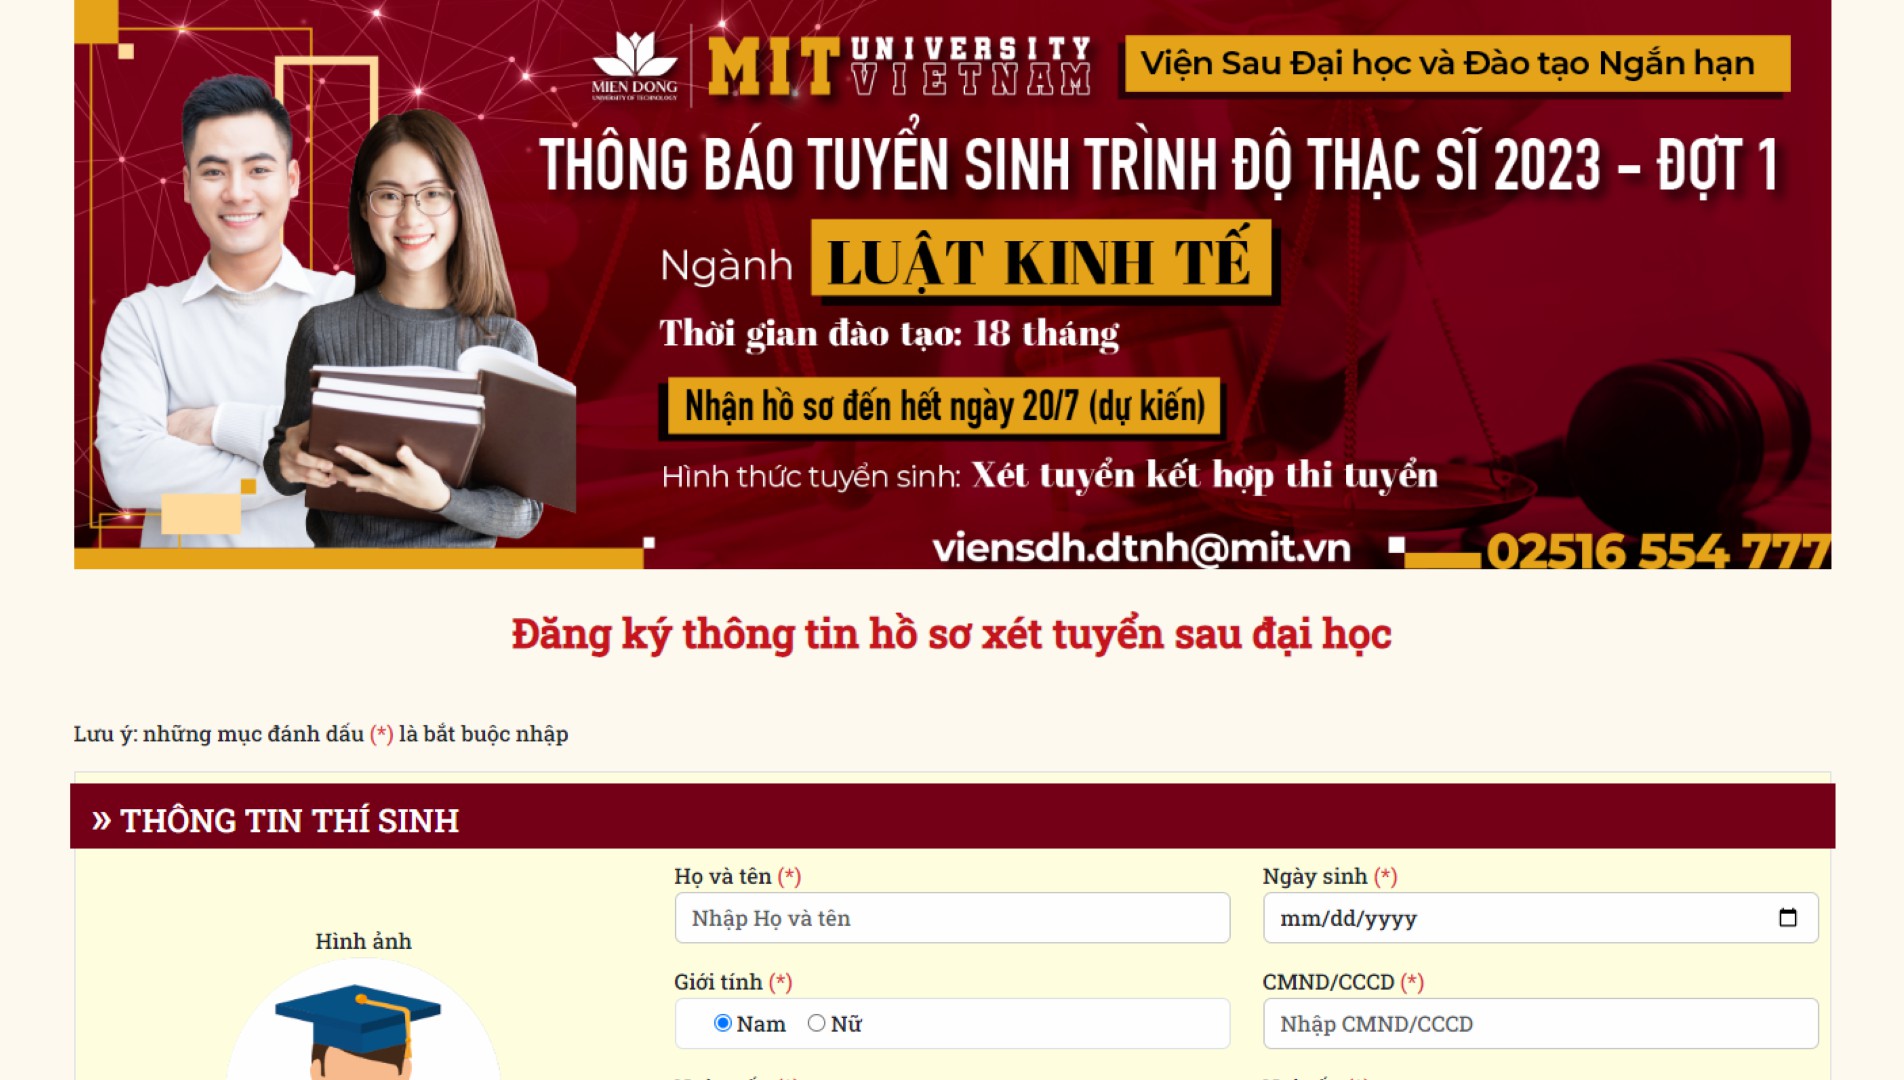 MIEN DONG
UNIVERSITY OF TECHNOLOGY
MIT UNIVERSITY VIETNAM
Viện Sau Đại học và Đào tạo Ngắn hạn
THÔNG BÁO TUYỂN SINH TRÌNH ĐỘ THẠC SĨ 2023 - ĐỢT 1
Ngành LUẬT KINH TẾ
Thời gian đào tạo: 18 tháng
Nhận hồ sơ đến hết ngày 20/7 (dự kiến)
Hình thức tuyển sinh: Xét tuyển kết hợp thi tuyển
viensdh.dtnh@mit.vn 02516 554 777
Đăng ký thông tin hồ sơ xét tuyển sau đại học
Lưu ý: những mục đánh dấu (*) là bắt buộc nhập
» THÔNG TIN THÍ SINH
Hình ảnh
Họ và tên (*)
Nhập Họ và tên
Ngày sinh (*)
mm/dd/yyyy
Giới tính (*)
Nam Nữ
CMND/CCCD (*)
Nhập CMND/CCCD